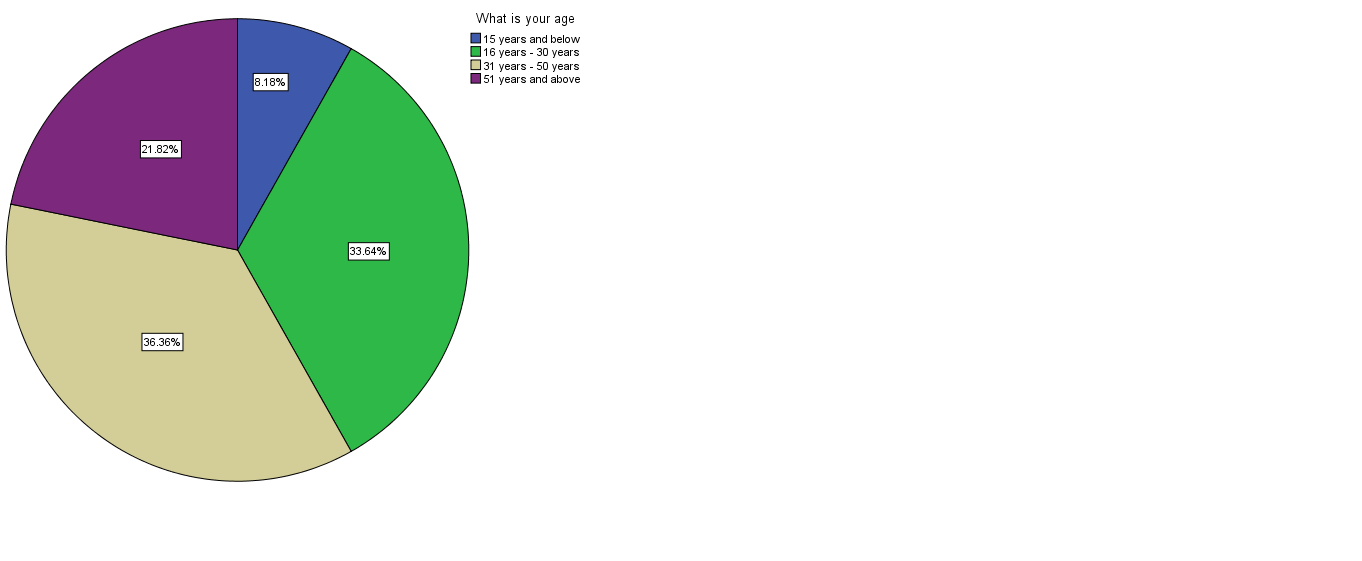 What is your age
15 years and below
16 years - 30 years
31 years - 50 years
51 years and above
8.18%
21.82%
33.64%
36.36%